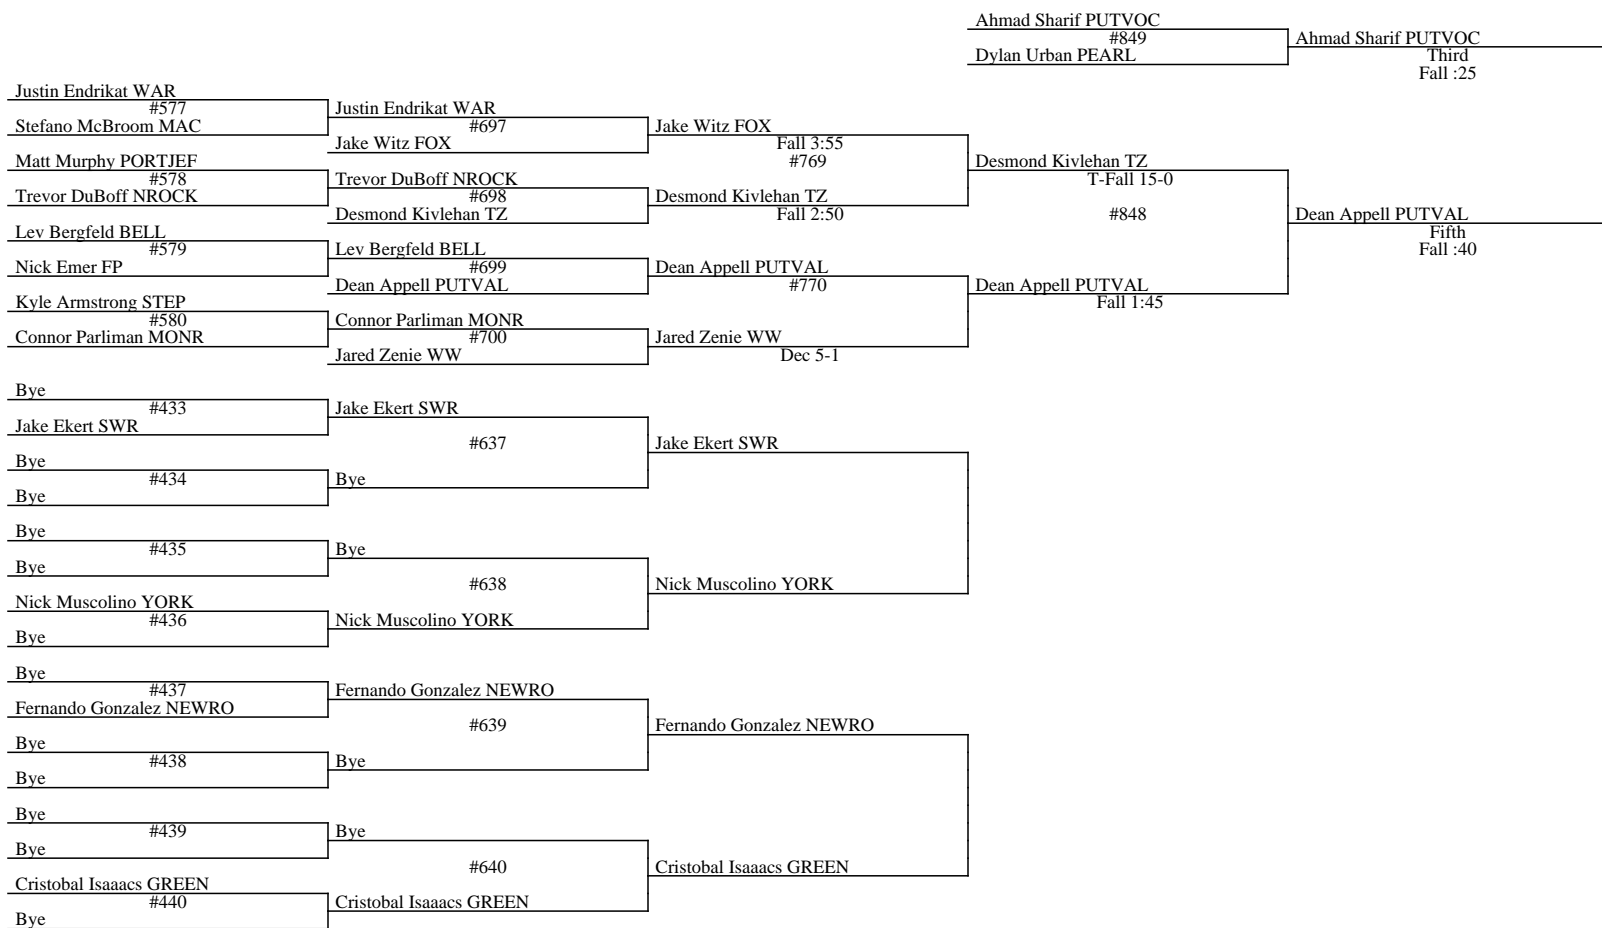 Ahmad Sharif PUTVOC
#849
Dylan Urban PEARL
Ahmad Sharif PUTVOC
Third
Fall :25
Justin Endrikat WAR
#577
Stefano McBroom MAC
Justin Endrikat WAR
#697
Jake Witz FOX
Jake Witz FOX
Fall 3:55
#769
Matt Murphy PORTJEF
#578
Trevor DuBoff NROCK
Trevor DuBoff NROCK
#698
Desmond Kivlehan TZ
Desmond Kivlehan TZ
Fall 2:50
Desmond Kivlehan TZ
T-Fall 15-0
#848
Dean Appell PUTVAL
Fifth
Fall :40
Lev Bergfeld BELL
#579
Nick Emer FP
Lev Bergfeld BELL
#699
Dean Appell PUTVAL
Dean Appell PUTVAL
#770
Dean Appell PUTVAL
Fall 1:45
Kyle Armstrong STEP
#580
Connor Parliman MONR
Connor Parliman MONR
#700
Jared Zenie WW
Jared Zenie WW
Dec 5-1
Bye
#433
Jake Ekert SWR
Jake Ekert SWR
#637
Jake Ekert SWR
Bye
#434
Bye
Bye
Bye
#435
Bye
Bye
#638
Nick Muscolino YORK
Nick Muscolino YORK
#436
Bye
Nick Muscolino YORK
Bye
#437
Fernando Gonzalez NEWRO
Fernando Gonzalez NEWRO
#639
Fernando Gonzalez NEWRO
Bye
#438
Bye
Bye
Bye
#439
Bye
Bye
#640
Cristobal Isaaacs GREEN
Cristobal Isaaacs GREEN
#440
Bye
Cristobal Isaaacs GREEN